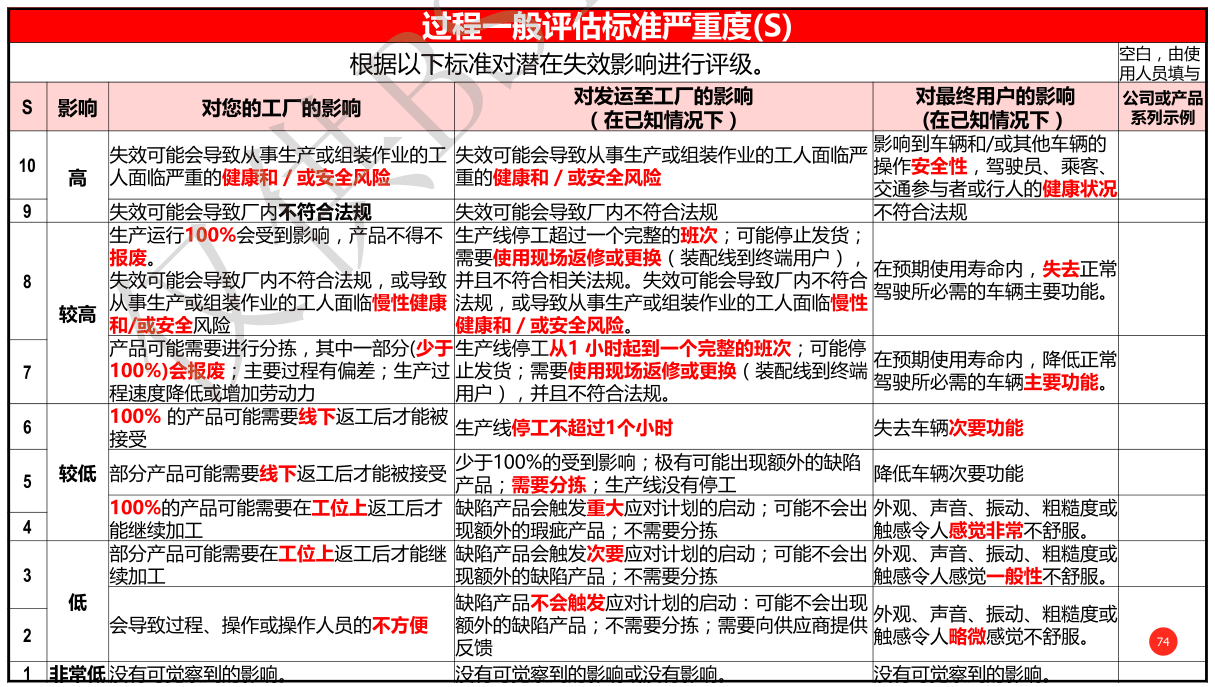 过程一般评估标准严重度(S)
根据以下标准对潜在失效影响进行评级。
空白，由使
用人员填写
S
影响
对您的工厂的影响
对发运至工厂的影响
（在已知情况下）
对最终用户的影响
(在已知情况下）
公司或产品
系列示例
10
高
失效可能会导致从事生产或组装作业的工
人面临严重的健康和 / 或安全风险
失效可能会导致从事生产或组装作业的工人面临严
重的健康和 / 或安全风险
影响到车辆和/或其他车辆的
操作安全性，驾驶员、乘客、
交通参与者或行人的健康状况
9
失效可能会导致厂内不符合法规
失效可能会导致厂内不符合法规
不符合法规
8
较高
生产运行100%会受到影响，产品不得不
报废。
失效可能会导致厂内不符合法规，或导致
从事生产或组装作业的工人面临慢性健康
和/或安全风险
生产线停工超过一个完整的班次；可能停止发货；
需要使用现场返修或更换（装配线到终端用户），
并且不符合相关法规。失效可能会导致厂内不符合
法规，或导致从事生产或组装作业的工人面临慢性
健康和 / 或安全风险。
在预期使用寿命内，失去正常
驾驶所必需的车辆主要功能。
7
产品可能需要进行分拣，其中一部分(少于
100%)会报废；主要过程有偏差；生产过
程速度降低或增加劳动力
生产线停工从1 小时起到一个完整的班次；可能停
止发货；需要使用现场返修或更换（装配线到终端
用户），并且不符合法规。
在预期使用寿命内，降低正常
驾驶所必需的车辆主要功能。
6
较低
100% 的产品可能需要线下返工后才能被
接受
生产线停工不超过1个小时
失去车辆次要功能
5
部分产品可能需要线下返工后才能被接受
少于100%的受到影响；极有可能出现额外的缺陷
产品；需要分拣；生产线没有停工
降低车辆次要功能
4
100%的产品可能需要在工位上返工后才
能继续加工
缺陷产品会触发重大应对计划的启动；可能不会出
现额外的瑕疵产品；不需要分拣
外观、声音、振动、粗糙度或
触感令人感觉非常不舒服。
3
低
部分产品可能需要在工位上返工后才能继
续加工
缺陷产品会触发次要应对计划的启动；可能不会出
现额外的缺陷产品；不需要分拣
外观、声音、振动、粗糙度或
触感令人感觉一般性不舒服。
2
会导致过程、操作或操作人员的不方便
缺陷产品不会触发应对计划的启动：可能不会出现
额外的缺陷产品；不需要分拣；需要向供应商提供
反馈
外观、声音、振动、粗糙度或
触感令人略微感觉不舒服。
74
1
非常低
没有可觉察到的影响。
没有可觉察到的影响或没有影响。
没有可觉察到的影响。